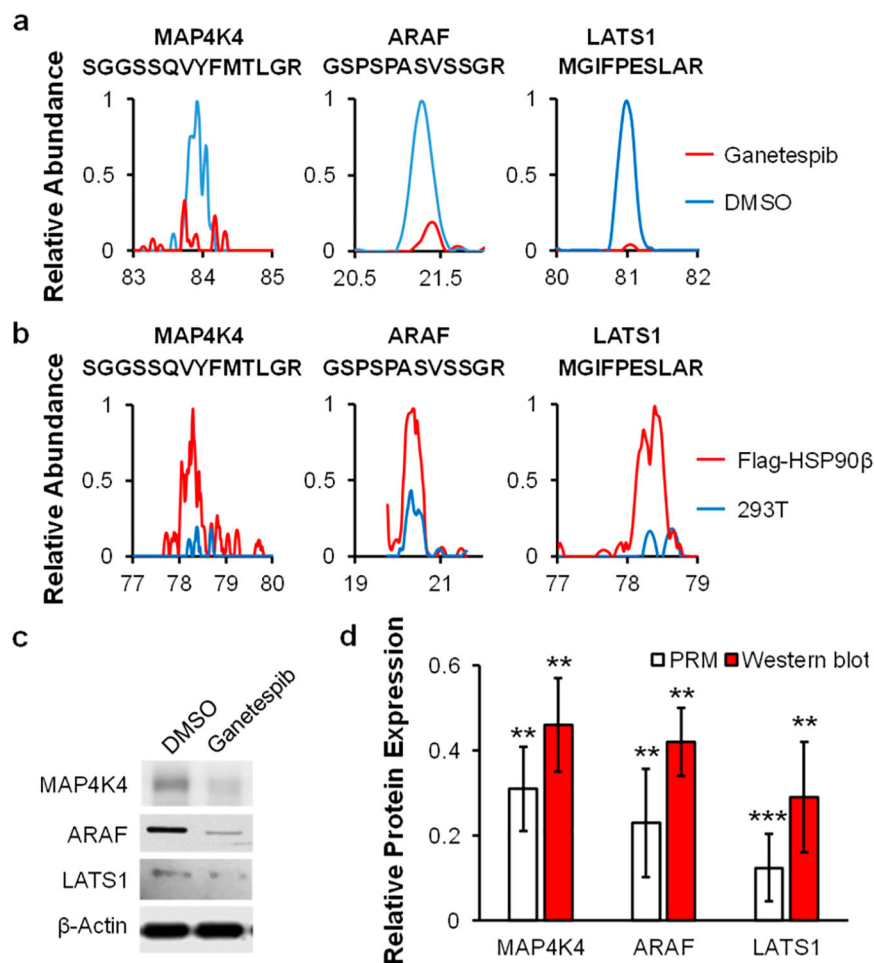 a
MAP4K4 ARAF LATS1
SGGSSQVYFMTLGR GSPSPASVSSGR MGIFPESLAR
Relative Abundance
1 1 1
0.5 0.5 0.5
0 0 0
83 84 85 20.5 21.5 80 81 82
Ganetespib
DMSO
b
MAP4K4 ARAF LATS1
SGGSSQVYFMTLGR GSPSPASVSSGR MGIFPESLAR
Relative Abundance
1 1 1
0.5 0.5 0.5
0 0 0
77 78 79 80 19 21 77 78 79
Flag-HSP90β
293T
c
DMSO
Ganetespib
MAP4K4
ARAF
LATS1
β-Actin
d
Relative Protein Expression
PRM Western blot
0.6
0.4
0.2
0
** ** ** ** *** **
MAP4K4 ARAF LATS1